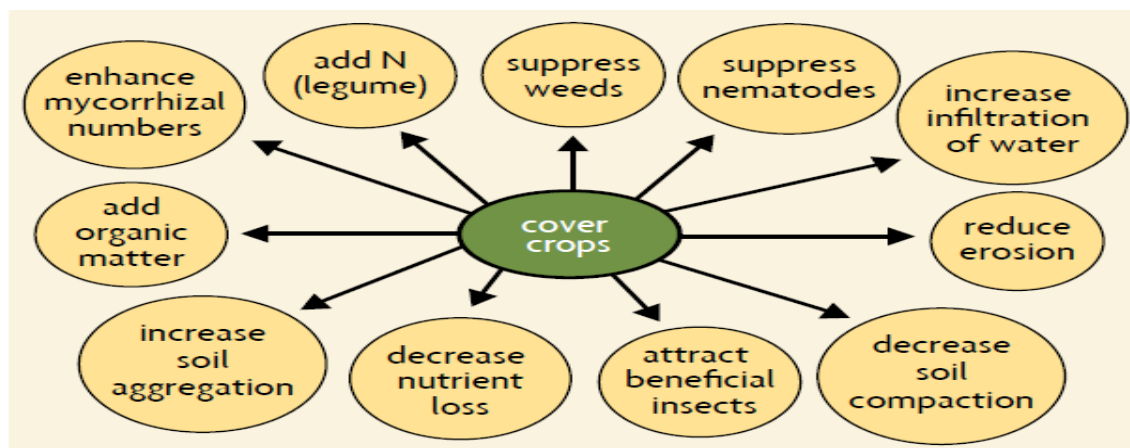 enhance
mycorrhizal
numbers
add N
(legume)
suppress
weeds
suppress
nematodes
increase
infiltration
of water
cover
crops
add
organic
matter
reduce
erosion
increase
soil
aggregation
decrease
nutrient
loss
attract
beneficial
insects
decrease
soil
compaction